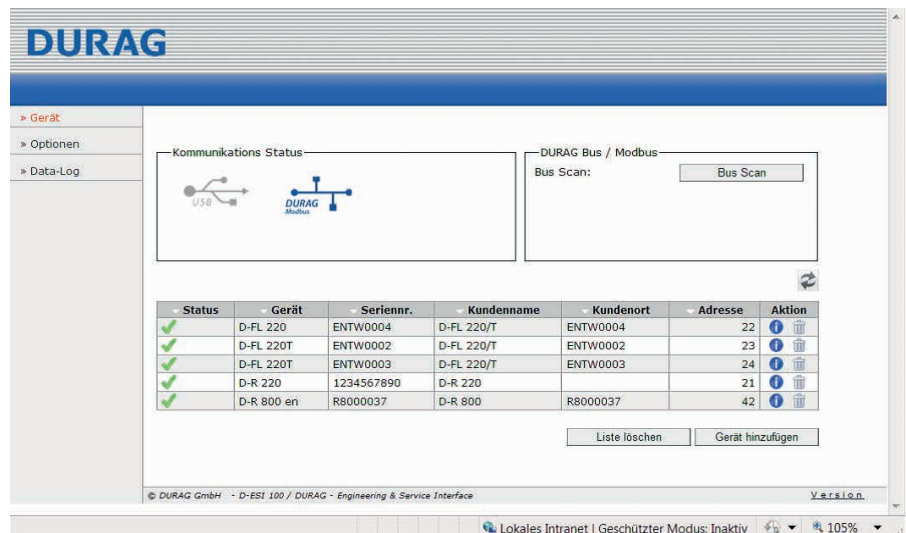 DURAG
» Gerät
» Optionen
» Data-Log
Kommunikations Status
USB
DURAG
Modbus
DURAG Bus / Modbus
Bus Scan:
Bus Scan
Status Gerät Seriennr. Kundenname Kundenort Adresse Aktion
D-FL 220 ENTW0004 D-FL 220/T ENTW0004 22
D-FL 220T ENTW0002 D-FL 220/T ENTW0002 23
D-FL 220T ENTW0003 D-FL 220/T ENTW0003 24
D-R 220 1234567890 D-R 220 21
D-R 800 en R8000037 D-R 800 R8000037 42
Liste löschen Gerät hinzufügen
© DURAG GmbH - D-ESI 100 / DURAG - Engineering & Service Interface Version
Lokales Intranet | Geschützter Modus: Inaktiv 105%